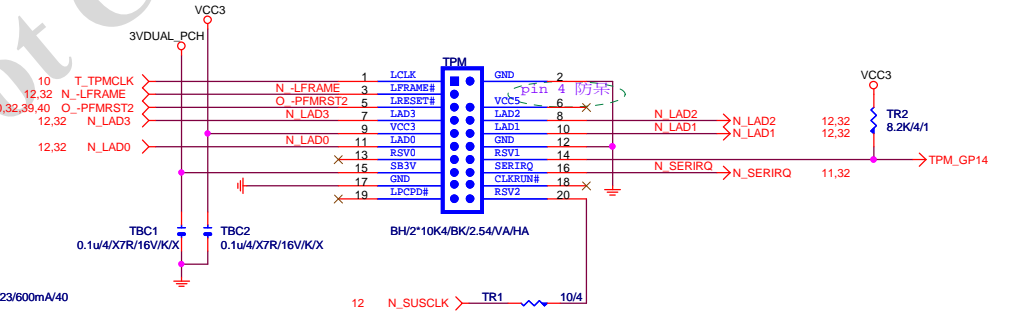 VCC3
3VDUAL_PCH
TPM
VCC3
10 T_TPMCLK 1 LCLK GND 2
pin 4 防呆
12,32 N_-LFRAME N_-LFRAME 3 LFRAME#
0,32,39,40 O_-PFMRST2 O_-PFMRST2 5 LRESET# VCC5 6
12,32 N_LAD3 N_LAD3 7 LAD3 LAD2 8 N_LAD2 N_LAD2 12,32
9 VCC3 LAD1 10 N_LAD1 N_LAD1 12,32
TR2
8.2K/4/1
12,32 N_LAD0 N_LAD0 11 LAD0 GND 12
13 RSV0 RSV1 14 TPM_GP14
15 SB3V SERIRQ 16 N_SERIRQ N_SERIRQ 11,32
17 GND CLKRUN# 18
19 LPCPD# RSV2 20
TBC1
0.1u/4/X7R/16V/K/X
TBC2
0.1u/4/X7R/16V/K/X
BH/2*10K4/BK/2.54/VA/HA
23/600mA/40
12 N_SUSCLK TR1 10/4